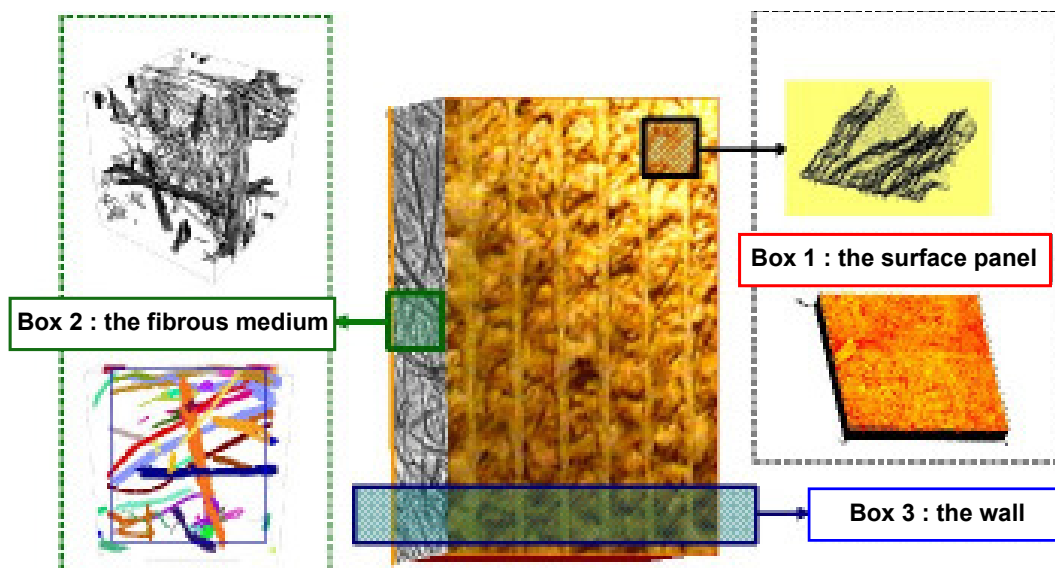 Box 1 : the surface panel
Box 2 : the fibrous medium
Box 3 : the wall